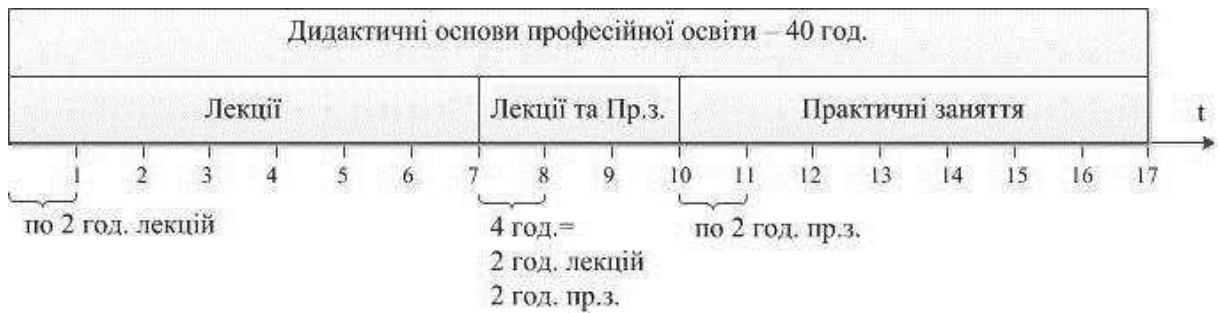 Дидактичні основи професійної освіти – 40 год.
Лекції Лекції та Пр.з. Практичні заняття t
1 2 3 4 5 6 7 8 9 10 11 12 13 14 15 16 17
по 2 год. лекцій 4 год.= по 2 год. пр.з.
2 год. лекцій
2 год. пр.з.